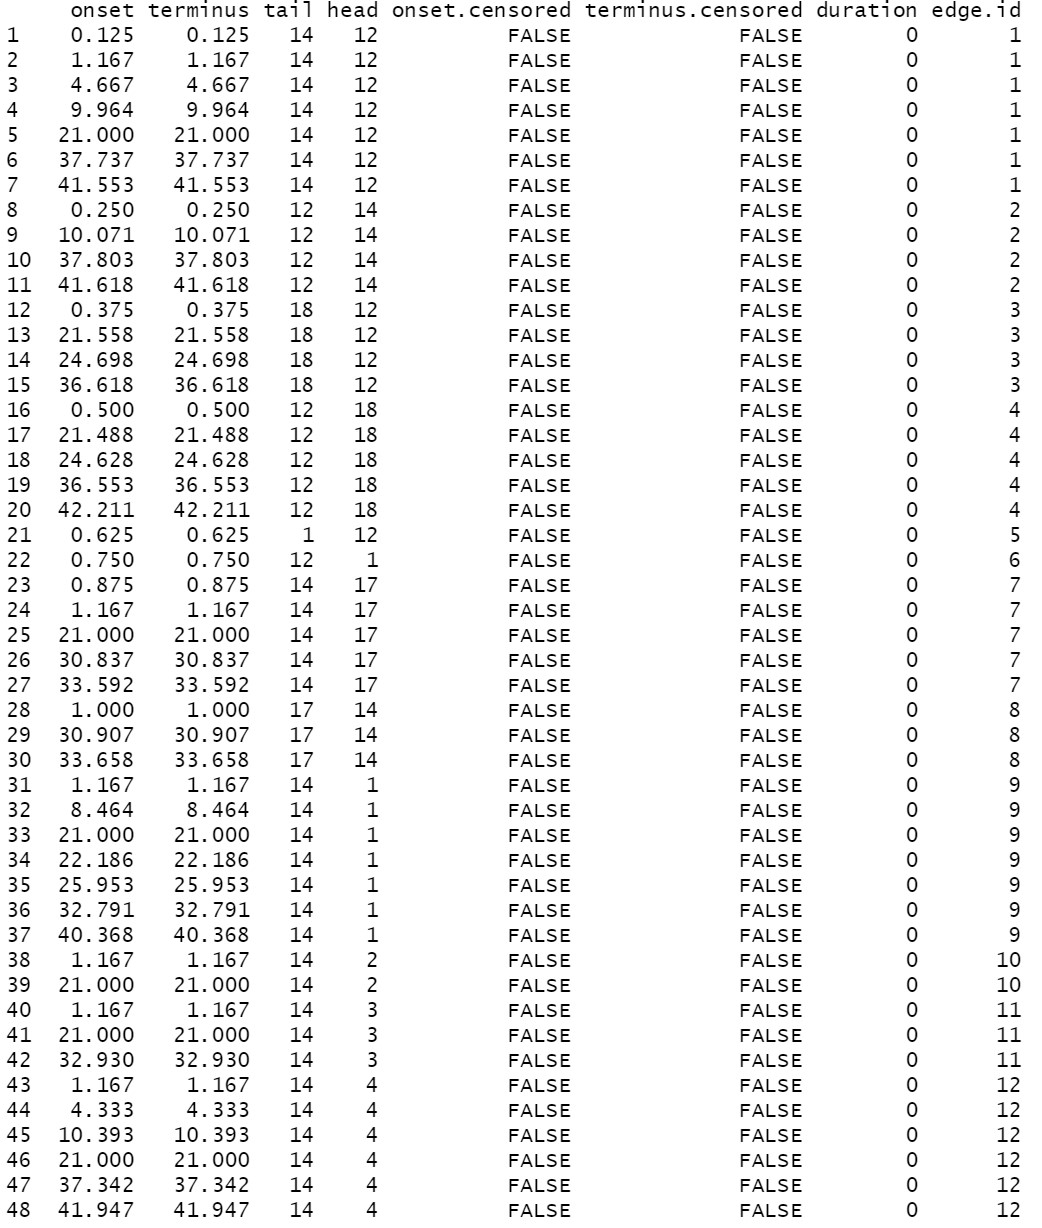 onset terminus tail head onset.censored terminus.censored duration edge.id
1 0.125 0.125 14 12 FALSE FALSE 0 1
2 1.167 1.167 14 12 FALSE FALSE 0 1
3 4.667 4.667 14 12 FALSE FALSE 0 1
4 9.964 9.964 14 12 FALSE FALSE 0 1
5 21.000 21.000 14 12 FALSE FALSE 0 1
6 37.737 37.737 14 12 FALSE FALSE 0 1
7 41.553 41.553 14 12 FALSE FALSE 0 1
8 0.250 0.250 12 14 FALSE FALSE 0 2
9 10.071 10.071 12 14 FALSE FALSE 0 2
10 37.803 37.803 12 14 FALSE FALSE 0 2
11 41.618 41.618 12 14 FALSE FALSE 0 2
12 0.375 0.375 18 12 FALSE FALSE 0 3
13 21.558 21.558 18 12 FALSE FALSE 0 3
14 24.698 24.698 18 12 FALSE FALSE 0 3
15 36.618 36.618 18 12 FALSE FALSE 0 3
16 0.500 0.500 12 18 FALSE FALSE 0 4
17 21.488 21.488 12 18 FALSE FALSE 0 4
18 24.628 24.628 12 18 FALSE FALSE 0 4
19 36.553 36.553 12 18 FALSE FALSE 0 4
20 42.211 42.211 12 18 FALSE FALSE 0 4
21 0.625 0.625 1 12 FALSE FALSE 0 5
22 0.750 0.750 12 1 FALSE FALSE 0 6
23 0.875 0.875 14 17 FALSE FALSE 0 7
24 1.167 1.167 14 17 FALSE FALSE 0 7
25 21.000 21.000 14 17 FALSE FALSE 0 7
26 30.837 30.837 14 17 FALSE FALSE 0 7
27 33.592 33.592 14 17 FALSE FALSE 0 7
28 1.000 1.000 17 14 FALSE FALSE 0 8
29 30.907 30.907 17 14 FALSE FALSE 0 8
30 33.658 33.658 17 14 FALSE FALSE 0 8
31 1.167 1.167 14 1 FALSE FALSE 0 9
32 8.464 8.464 14 1 FALSE FALSE 0 9
33 21.000 21.000 14 1 FALSE FALSE 0 9
34 22.186 22.186 14 1 FALSE FALSE 0 9
35 25.953 25.953 14 1 FALSE FALSE 0 9
36 32.791 32.791 14 1 FALSE FALSE 0 9
37 40.368 40.368 14 1 FALSE FALSE 0 9
38 1.167 1.167 14 2 FALSE FALSE 0 10
39 21.000 21.000 14 2 FALSE FALSE 0 10
40 1.167 1.167 14 3 FALSE FALSE 0 11
41 21.000 21.000 14 3 FALSE FALSE 0 11
42 32.930 32.930 14 3 FALSE FALSE 0 11
43 1.167 1.167 14 4 FALSE FALSE 0 12
44 4.333 4.333 14 4 FALSE FALSE 0 12
45 10.393 10.393 14 4 FALSE FALSE 0 12
46 21.000 21.000 14 4 FALSE FALSE 0 12
47 37.342 37.342 14 4 FALSE FALSE 0 12
48 41.947 41.947 14 4 FALSE FALSE 0 12